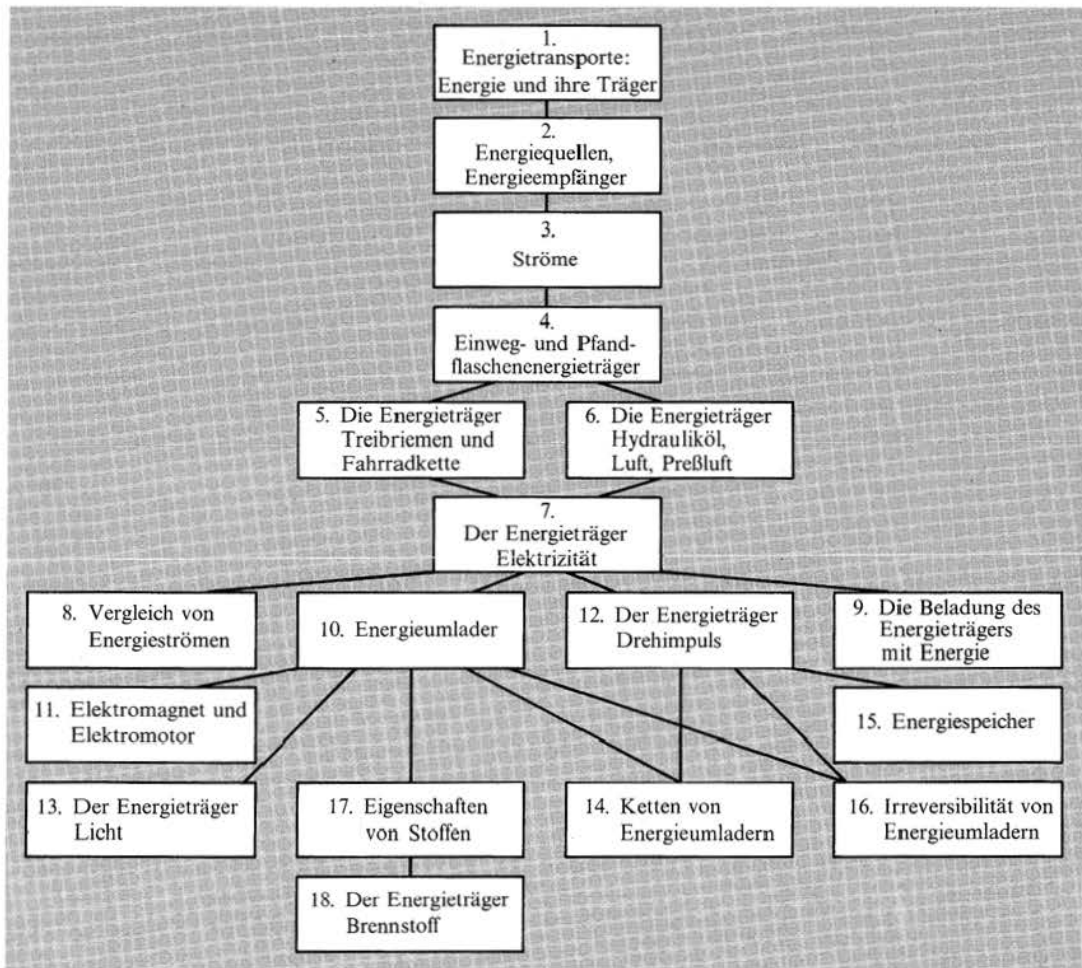 1.
Energietransporte:
Energie und ihre Träger
2.
Energiequellen,
Energieempfänger
3.
Ströme
4.
Einweg- und Pfand-
flaschenenergieträger
5. Die Energieträger
Treibriemen und
Fahrradkette
6. Die Energieträger
Hydrauliköl,
Luft, Preßluft
7.
Der Energieträger
Elektrizität
8. Vergleich von
Energieströmen
10. Energieumlader
12. Der Energieträger
Drehimpuls
9. Die Beladung des
Energieträgers
mit Energie
11. Elektromagnet und
Elektromotor
15. Energiespeicher
13. Der Energieträger
Licht
17. Eigenschaften
von Stoffen
14. Ketten von
Energieumladern
16. Irreversibilität von
Energieumladern
18. Der Energieträger
Brennstoff